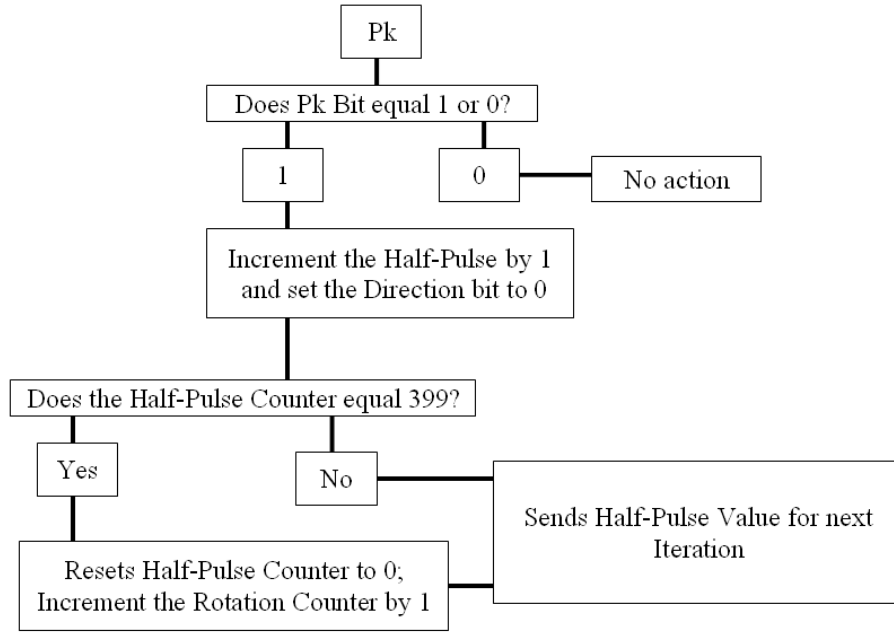 Pk
Does Pk Bit equal 1 or 0?
1
0
No action
Increment the Half-Pulse by 1
and set the Direction bit to 0
Does the Half-Pulse Counter equal 399?
Yes
No
Sends Half-Pulse Value for next
Iteration
Resets Half-Pulse Counter to 0;
Increment the Rotation Counter by 1